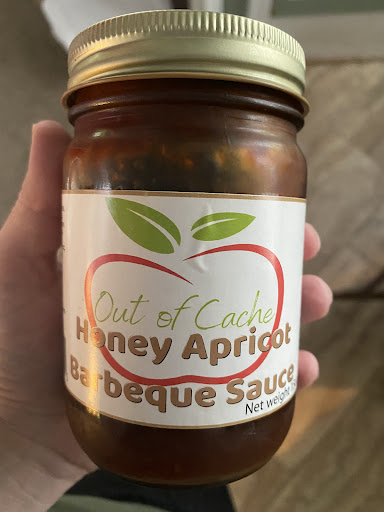 Out of Cache
Honey Apricot
Barbeque Sauce
Net weight